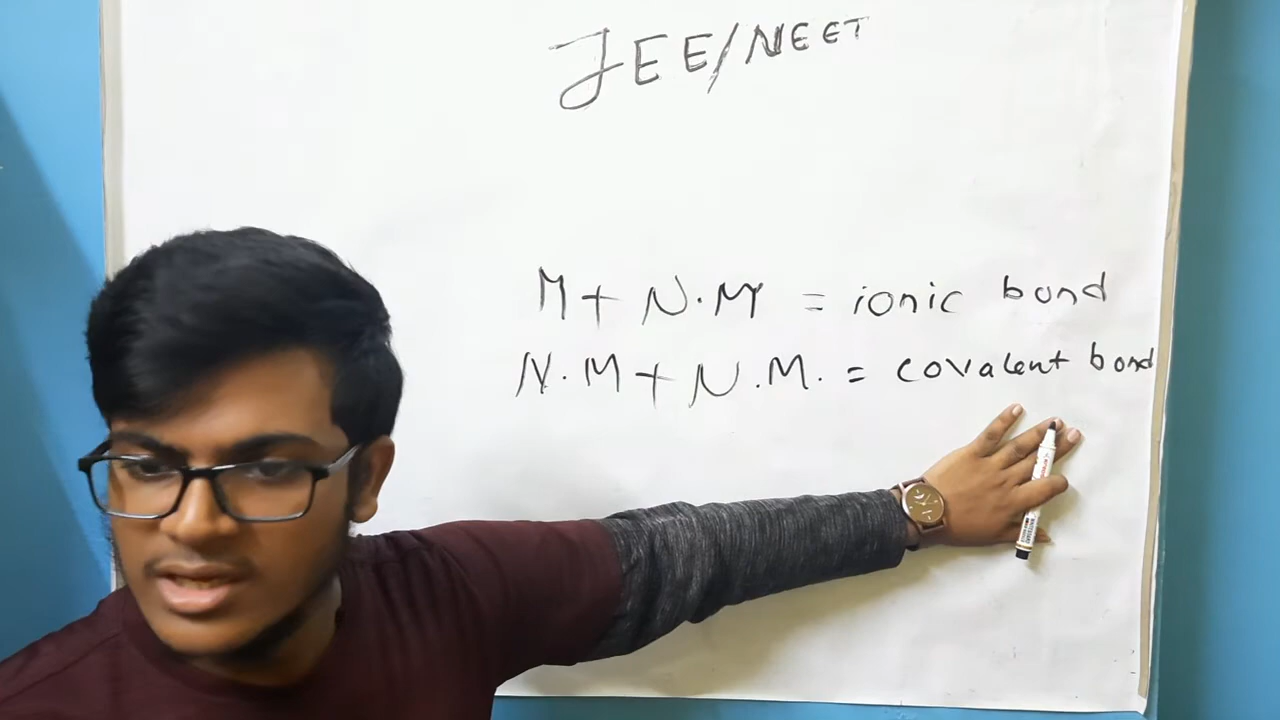 JEE/NEET
M+ N.M = ionic bond
N.M + N.M. = covalent bond